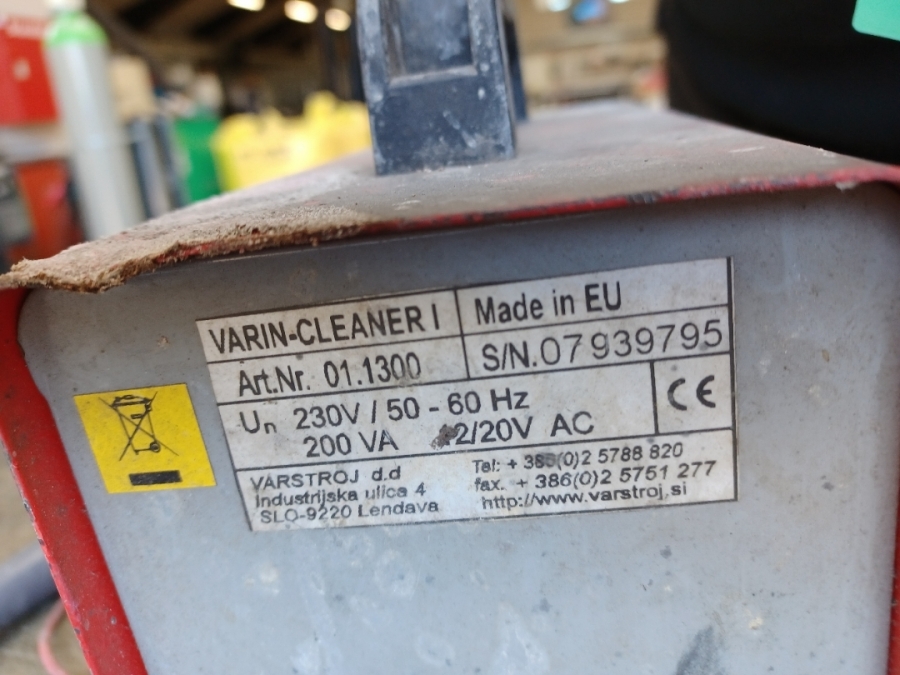 VARIN-CLEANER I
Made in EU
Art.Nr. 01.1300
S/N.07939795
Un 230V / 50 - 60 Hz
200 VA 12/20V AC
CE
VARSTROJ d.d
Industrijska ulica 4
SLO-9220 Lendava
Tel: + 386(0)2 5788 820
fax. + 386(0)2 5751 277
http://www.varstroj.si